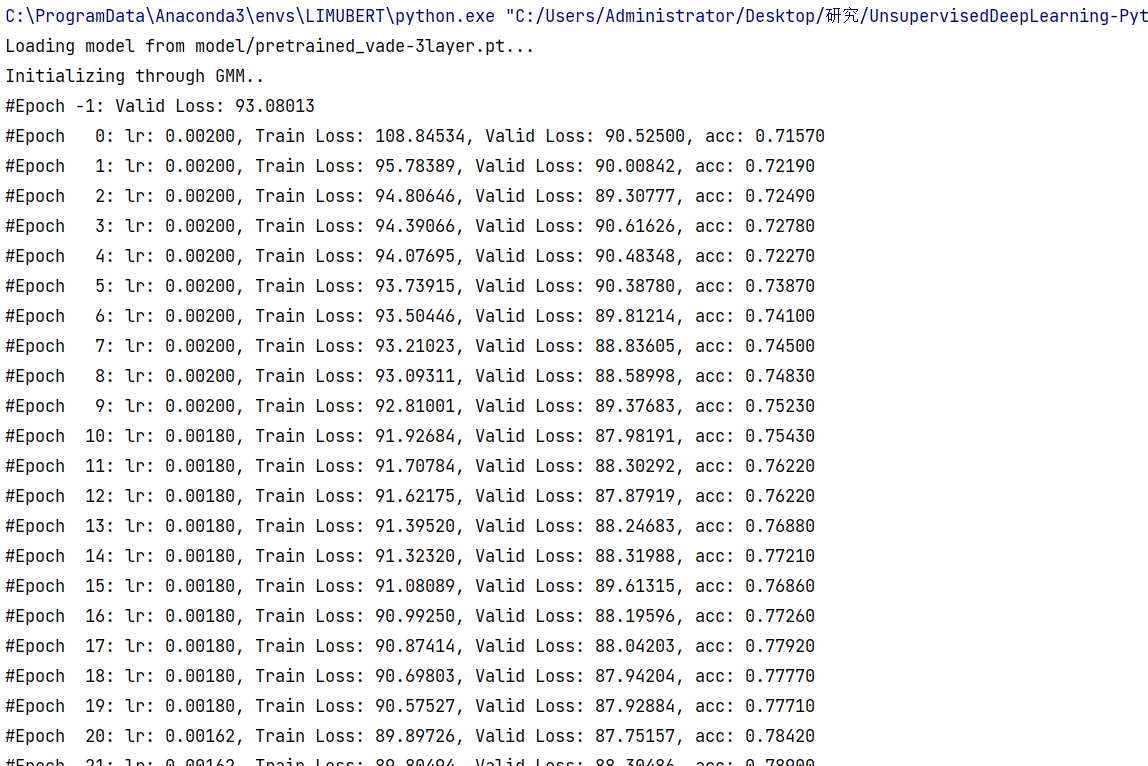 C:\ProgramData\Anaconda3\envs\LIMUBERT\python.exe "C:/Users/Administrator/Desktop/研究/UnsupervisedDeepLearning-Pyt
Loading model from model/pretrained_vade-3layer.pt...
Initializing through GMM..
#Epoch -1: Valid Loss: 93.08013
#Epoch   0: lr: 0.00200, Train Loss: 108.84534, Valid Loss: 90.52500, acc: 0.71570
#Epoch   1: lr: 0.00200, Train Loss: 95.78389, Valid Loss: 90.00842, acc: 0.72190
#Epoch   2: lr: 0.00200, Train Loss: 94.80646, Valid Loss: 89.30777, acc: 0.72490
#Epoch   3: lr: 0.00200, Train Loss: 94.39066, Valid Loss: 90.61626, acc: 0.72780
#Epoch   4: lr: 0.00200, Train Loss: 94.07695, Valid Loss: 90.48348, acc: 0.72270
#Epoch   5: lr: 0.00200, Train Loss: 93.73915, Valid Loss: 90.38780, acc: 0.73870
#Epoch   6: lr: 0.00200, Train Loss: 93.50446, Valid Loss: 89.81214, acc: 0.74100
#Epoch   7: lr: 0.00200, Train Loss: 93.21023, Valid Loss: 88.83605, acc: 0.74500
#Epoch   8: lr: 0.00200, Train Loss: 93.09311, Valid Loss: 88.58998, acc: 0.74830
#Epoch   9: lr: 0.00200, Train Loss: 92.81001, Valid Loss: 89.37683, acc: 0.75230
#Epoch  10: lr: 0.00180, Train Loss: 91.92684, Valid Loss: 87.98191, acc: 0.75430
#Epoch  11: lr: 0.00180, Train Loss: 91.70784, Valid Loss: 88.30292, acc: 0.76220
#Epoch  12: lr: 0.00180, Train Loss: 91.62175, Valid Loss: 87.87919, acc: 0.76220
#Epoch  13: lr: 0.00180, Train Loss: 91.39520, Valid Loss: 88.24683, acc: 0.76880
#Epoch  14: lr: 0.00180, Train Loss: 91.32320, Valid Loss: 88.31988, acc: 0.77210
#Epoch  15: lr: 0.00180, Train Loss: 91.08089, Valid Loss: 89.61315, acc: 0.76860
#Epoch  16: lr: 0.00180, Train Loss: 90.99250, Valid Loss: 88.19596, acc: 0.77260
#Epoch  17: lr: 0.00180, Train Loss: 90.87414, Valid Loss: 88.04203, acc: 0.77920
#Epoch  18: lr: 0.00180, Train Loss: 90.69803, Valid Loss: 87.94204, acc: 0.77770
#Epoch  19: lr: 0.00180, Train Loss: 90.57527, Valid Loss: 87.92884, acc: 0.77710
#Epoch  20: lr: 0.00162, Train Loss: 89.89726, Valid Loss: 87.75157, acc: 0.78420
#Epoch  21: lr: 0.00162, Train Loss: 89.80494, Valid Loss: 88.30486, acc: 0.78900